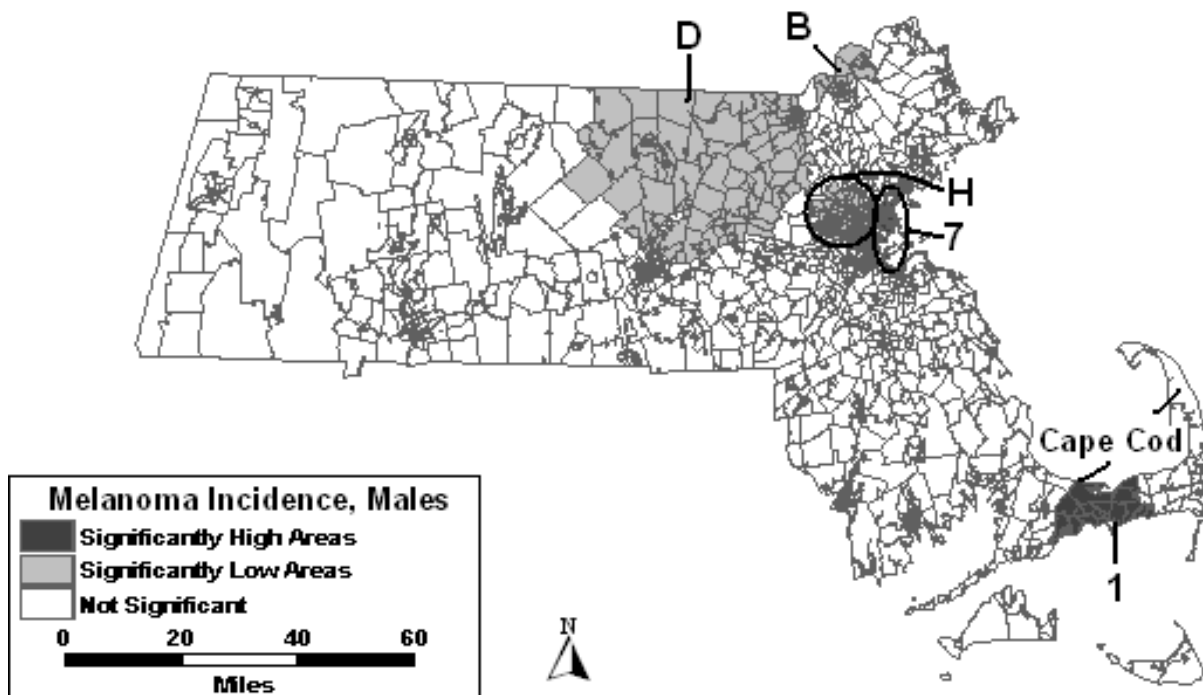 B
D
H
7
Cape Cod
1
Melanoma Incidence, Males
Significantly High Areas
Significantly Low Areas
Not Significant
0 20 40 60
Miles
N